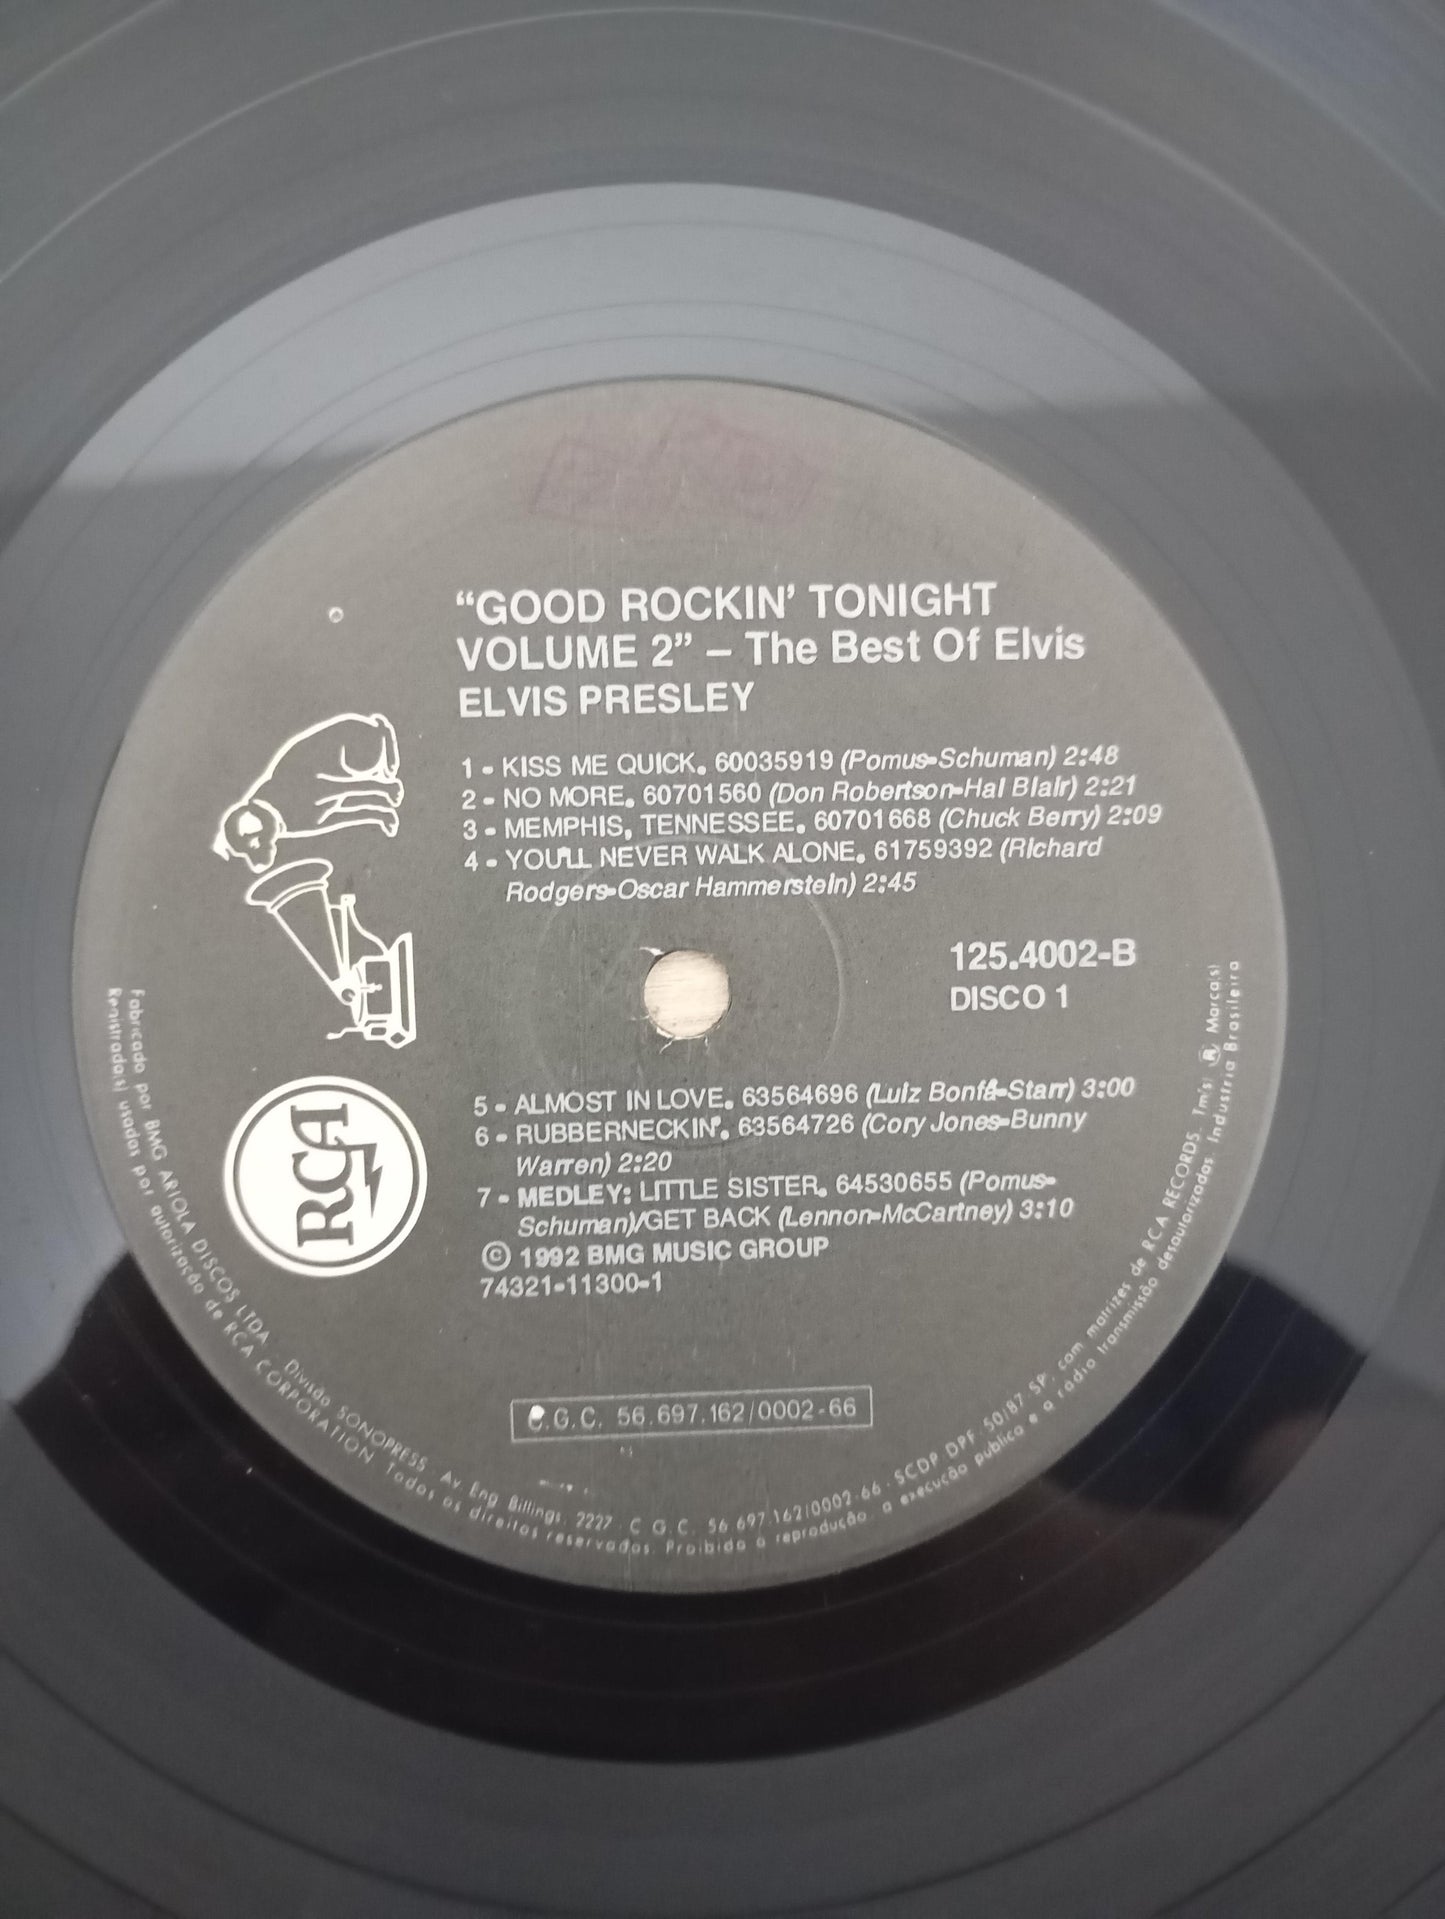 “GOOD ROCKIN’ TONIGHT
VOLUME 2” – The Best Of Elvis
ELVIS PRESLEY
1 - KISS ME QUICK. 60035919 (Pomus-Schuman) 2:48
2 - NO MORE. 60701560 (Don Robertson-Hal Blair) 2:21
3 - MEMPHIS, TENNESSEE. 60701668 (Chuck Berry) 2:09
4 - YOU'LL NEVER WALK ALONE. 61759392 (Richard
Rodgers-Oscar Hammerstein) 2:45
125.4002-B
DISCO 1
RCA
5 - ALMOST IN LOVE. 63564696 (Luiz Bonfá-Starr) 3:00
6 - RUBBERNECKIN'. 63564726 (Cory Jones-Bunny
Warren) 2:20
7 - MEDLEY: LITTLE SISTER. 64530655 (Pomus-
Schuman)/GET BACK (Lennon-McCartney) 3:10
© 1992 BMG MUSIC GROUP
74321-11300-1
C.G.C. 56.697.162/0002-66
Fabricado por BMG ARIOLA DISCOS LTDA. Divisão SONOPRESS. Av. Eng Billings, 2227 - C G C. 56.697.162/0002-66 - SCDP DPF. 50/87 SP, com matrizes de RCA RECORDS. Tm(s) ® Marca(s)
Registrada(s) usadas por autorização de RCA CORPORATION. Todos os direitos reservados. Proibida a reprodução, a execução pública e a radio transmissão desautorizadas. Industria Brasileira